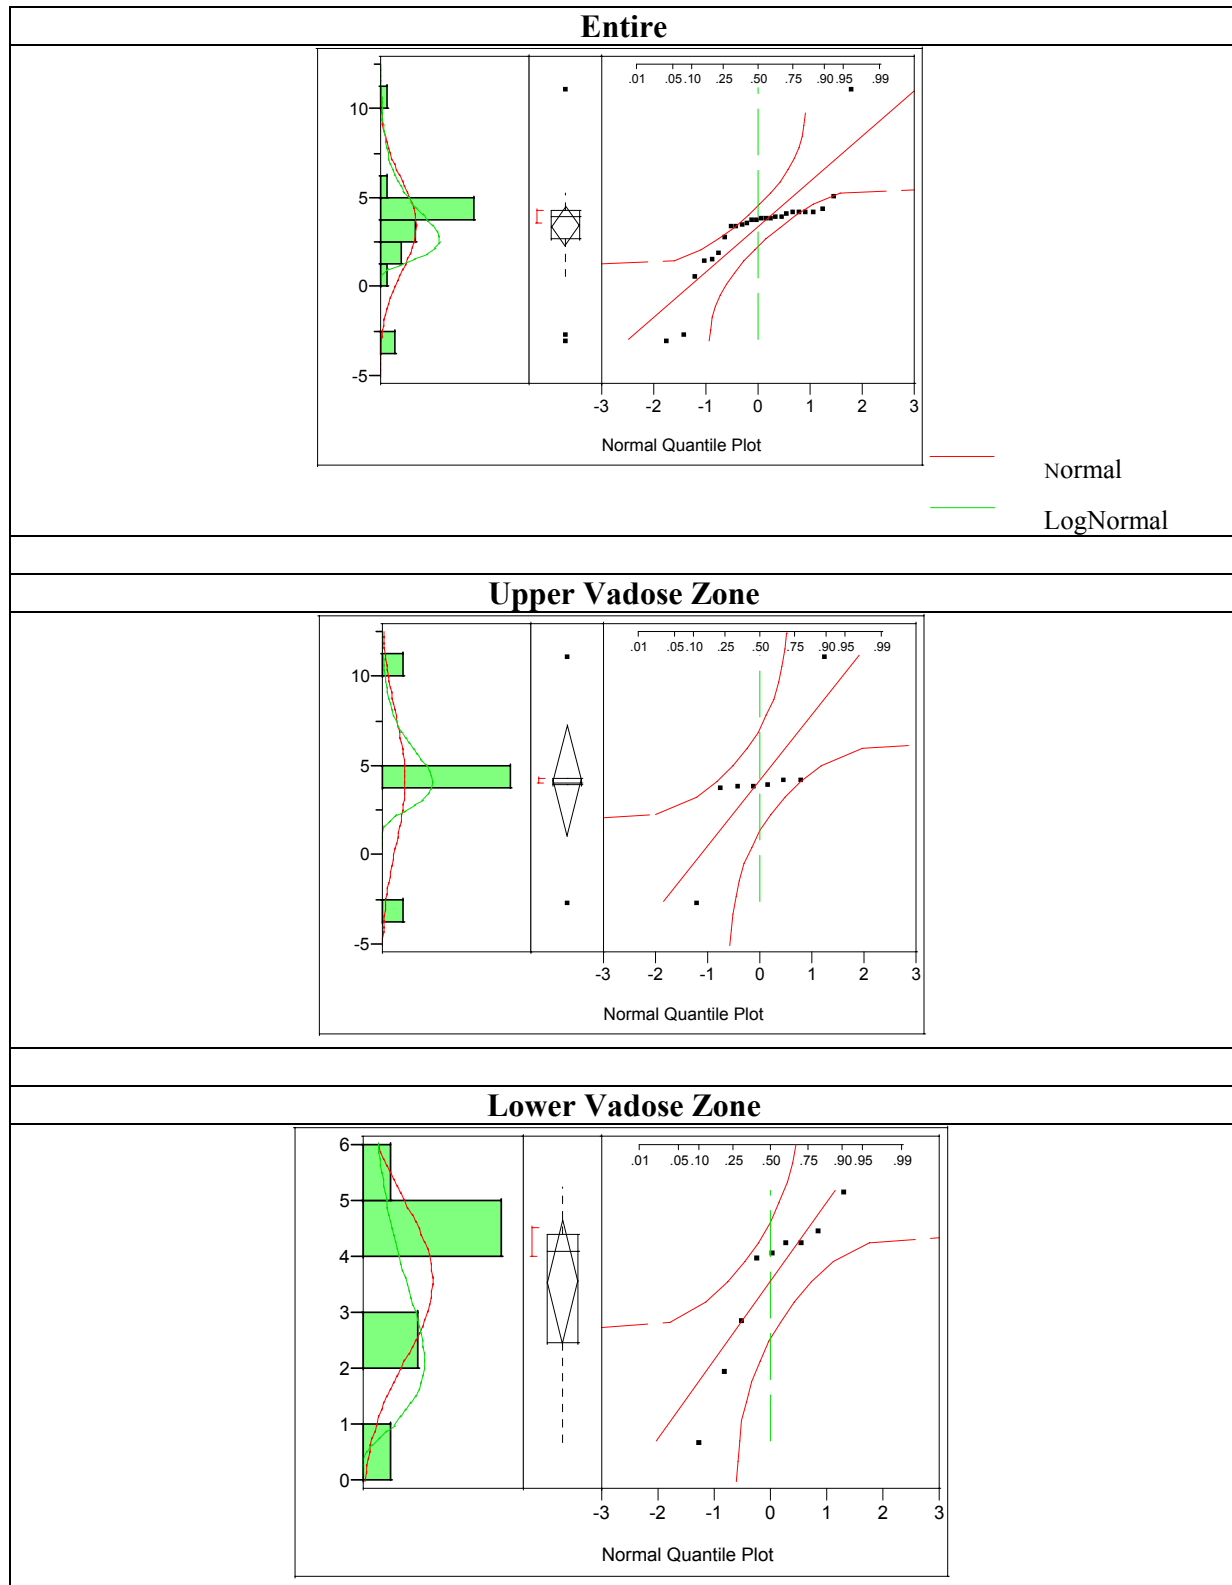 Entire
.01 .05 .10 .25 .50 .75 .90 .95 .99
10
5
0
-5
-3 -2 -1 0 1 2 3
Normal Quantile Plot
Normal
LogNormal
Upper Vadose Zone
.01 .05 .10 .25 .50 .75 .90 .95 .99
10
5
0
-5
-3 -2 -1 0 1 2 3
Normal Quantile Plot
Lower Vadose Zone
6
.01 .05 .10 .25 .50 .75 .90 .95 .99
5
4
3
2
1
0
-3 -2 -1 0 1 2 3
Normal Quantile Plot